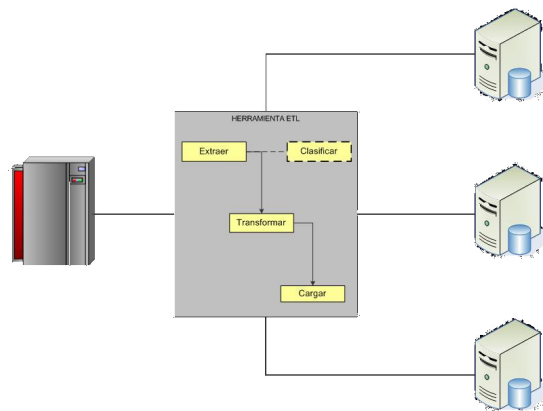 HERRAMIENTA ETL
Extraer
Clasificar
Transformar
Cargar